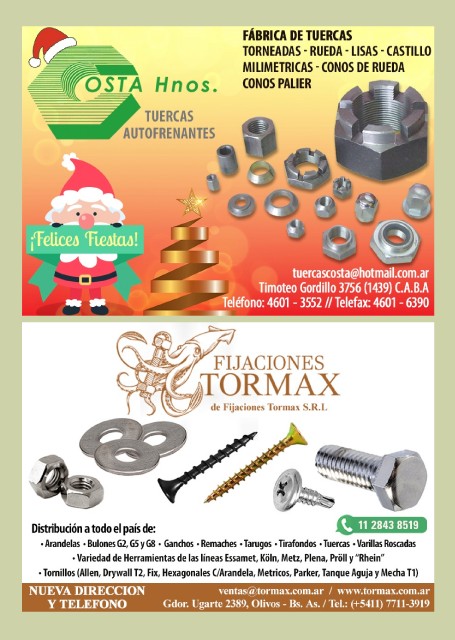 FÁBRICA DE TUERCAS
TORNEADAS - RUEDA - LISAS - CASTILLO
MILIMETRICAS - CONOS DE RUEDA
CONOS PALIER
COSTA Hnos.
TUERCAS
AUTOFRENANTES
¡Felices Fiestas!
tuercascosta@hotmail.com.ar
Timoteo Gordillo 3756 (1439) C.A.B.A
Teléfono: 4601 - 3552 // Telefax: 4601 - 6390
FIJACIONES
TORMAX
de Fijaciones Tormax S.R.L
11 2843 8519
Distribución a todo el país de:
• Arandelas • Bulones G2, G5 y G8 • Ganchos • Remaches • Tarugos • Tirafondos • Tuercas • Varillas Roscadas
• Variedad de Herramientas de las líneas Essamet, Köln, Metz, Plena, Pröll y "Rhein"
• Tornillos (Allen, Drywall T2, Fix, Hexagonales C/Arandela, Metricos, Parker, Tanque Aguja y Mecha T1)
NUEVA DIRECCION
Y TELEFONO
ventas@tormax.com.ar / www.tormax.com.ar
Gdor. Ugarte 2389, Olivos - Bs. As. / Tel.: (+5411) 7711-3919